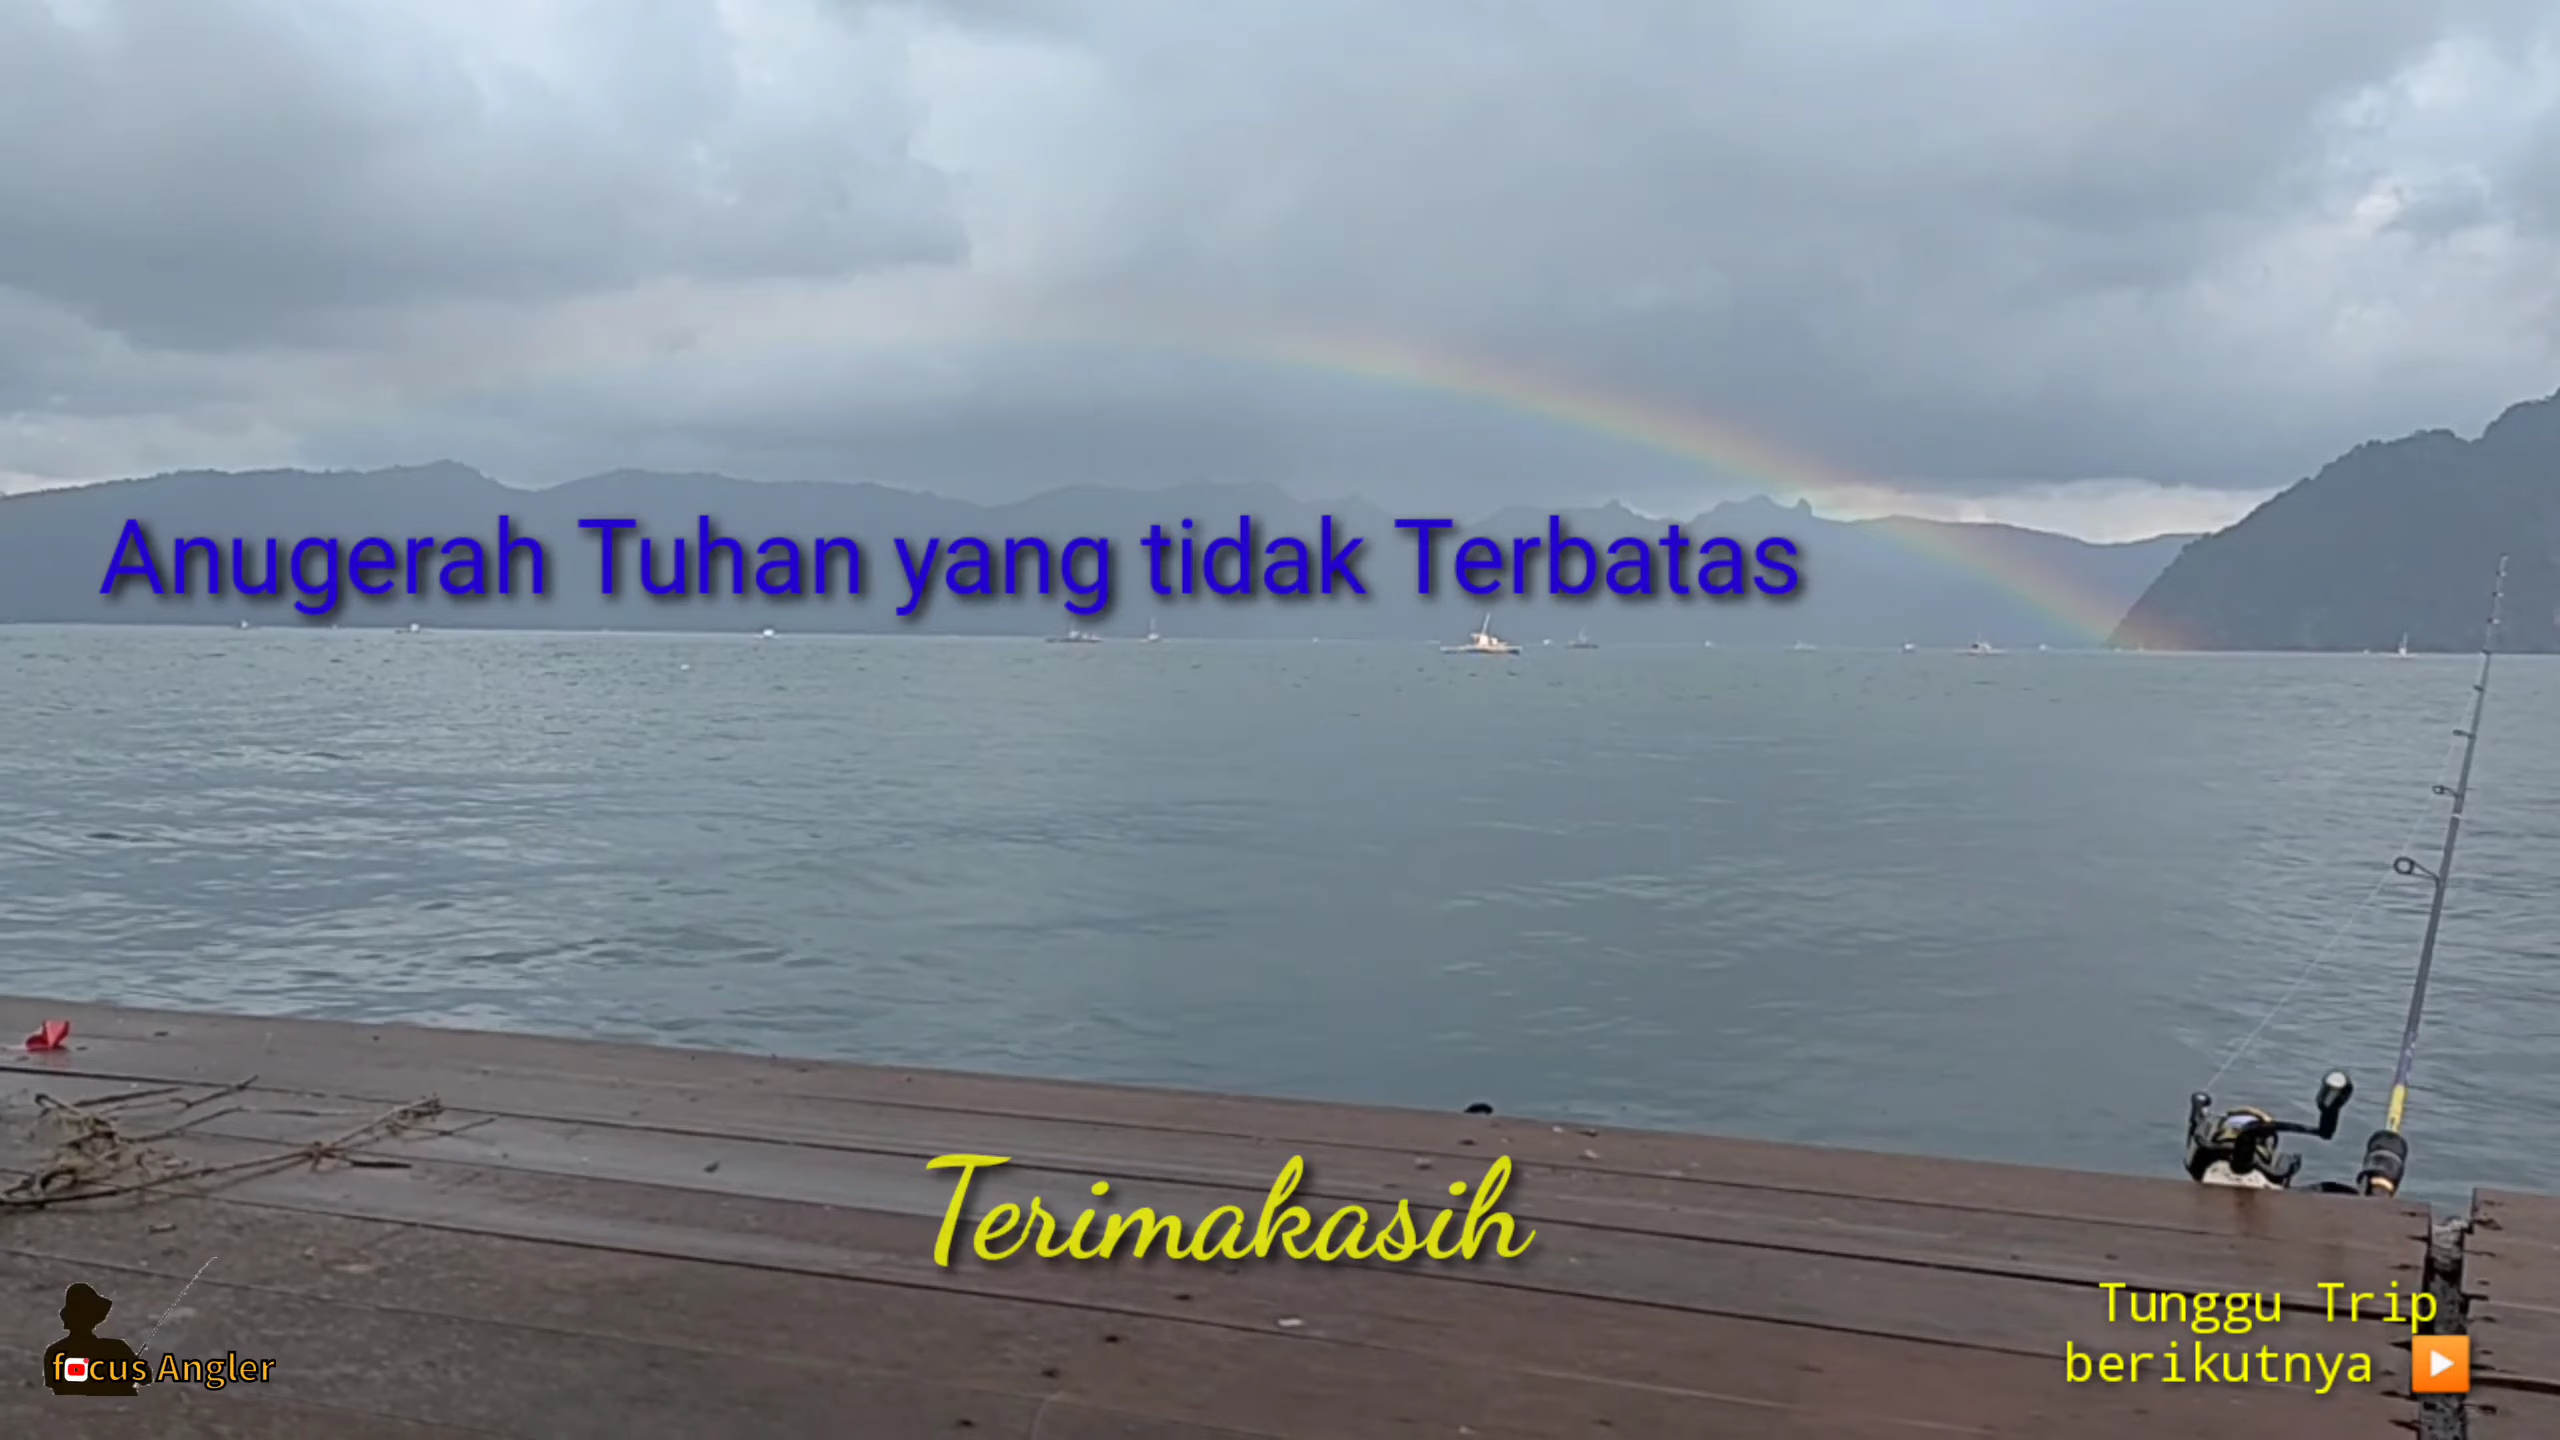 Anugerah Tuhan yang tidak Terbatas
Terimakasih
Tunggu Trip
berikutnya
focus Angler